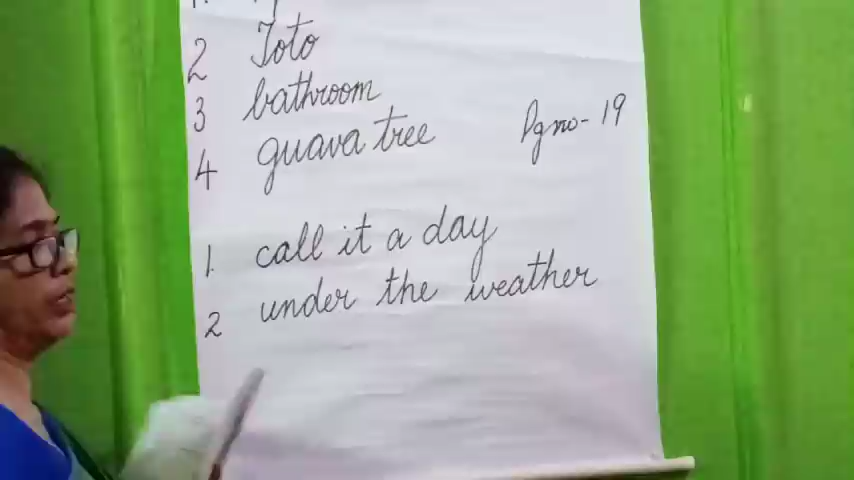 2 Toto
3 bathroom
4 guava tree Pg no- 19
1. call it a day
2 under the weather